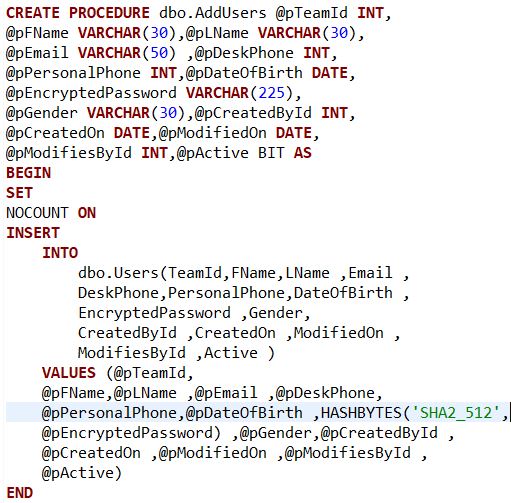 CREATE PROCEDURE dbo.AddUsers @pTeamId INT,
@pFName VARCHAR(30),@pLName VARCHAR(30),
@pEmail VARCHAR(50) ,@pDeskPhone INT,
@pPersonalPhone INT,@pDateOfBirth DATE,
@pEncryptedPassword VARCHAR(225),
@pGender VARCHAR(30),@pCreatedById INT,
@pCreatedOn DATE,@pModifiedOn DATE,
@pModifiesById INT,@pActive BIT AS
BEGIN
SET
NOCOUNT ON
INSERT
INTO
dbo.Users(TeamId,FName,LName ,Email ,
DeskPhone,PersonalPhone,DateOfBirth ,
EncryptedPassword ,Gender,
CreatedById ,CreatedOn ,ModifiedOn ,
ModifiesById ,Active )
VALUES (@pTeamId,
@pFName,@pLName ,@pEmail ,@pDeskPhone,
@pPersonalPhone,@pDateOfBirth ,HASHBYTES('SHA2_512',
@pEncryptedPassword) ,@pGender,@pCreatedById ,
@pCreatedOn ,@pModifiedOn ,@pModifiesById ,
@pActive)
END